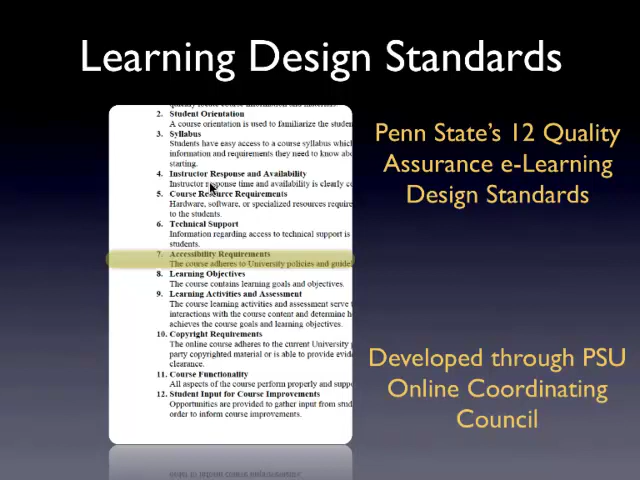 Learning Design Standards
quickly locate course information and materials.
2. Student Orientation
A course orientation is used to familiarize the studen
3. Syllabus
Students have easy access to a course syllabus which
information and requirements they need to know abo
starting.
4. Instructor Response and Availability
Instructor response time and availability is clearly co
5. Course Resource Requirements
Hardware, software, or specialized resources require
to the students.
6. Technical Support
Information regarding access to technical support is
students.
7. Accessibility Requirements
The course adheres to University policies and guidel
8. Learning Objectives
The course contains learning goals and objectives.
9. Learning Activities and Assessment
The course learning activities and assessment serve t
interactions with the course content and determine h
achieves the course goals and learning objectives.
10. Copyright Requirements
The online course adheres to the current University p
party copyrighted material or is able to provide evid
clearance.
11. Course Functionality
All aspects of the course perform properly and suppo
12. Student Input for Course Improvements
Opportunities are provided to gather input from stud
order to inform course improvements.
Penn State's 12 Quality
Assurance e-Learning
Design Standards
Developed through PSU
Online Coordinating
Council